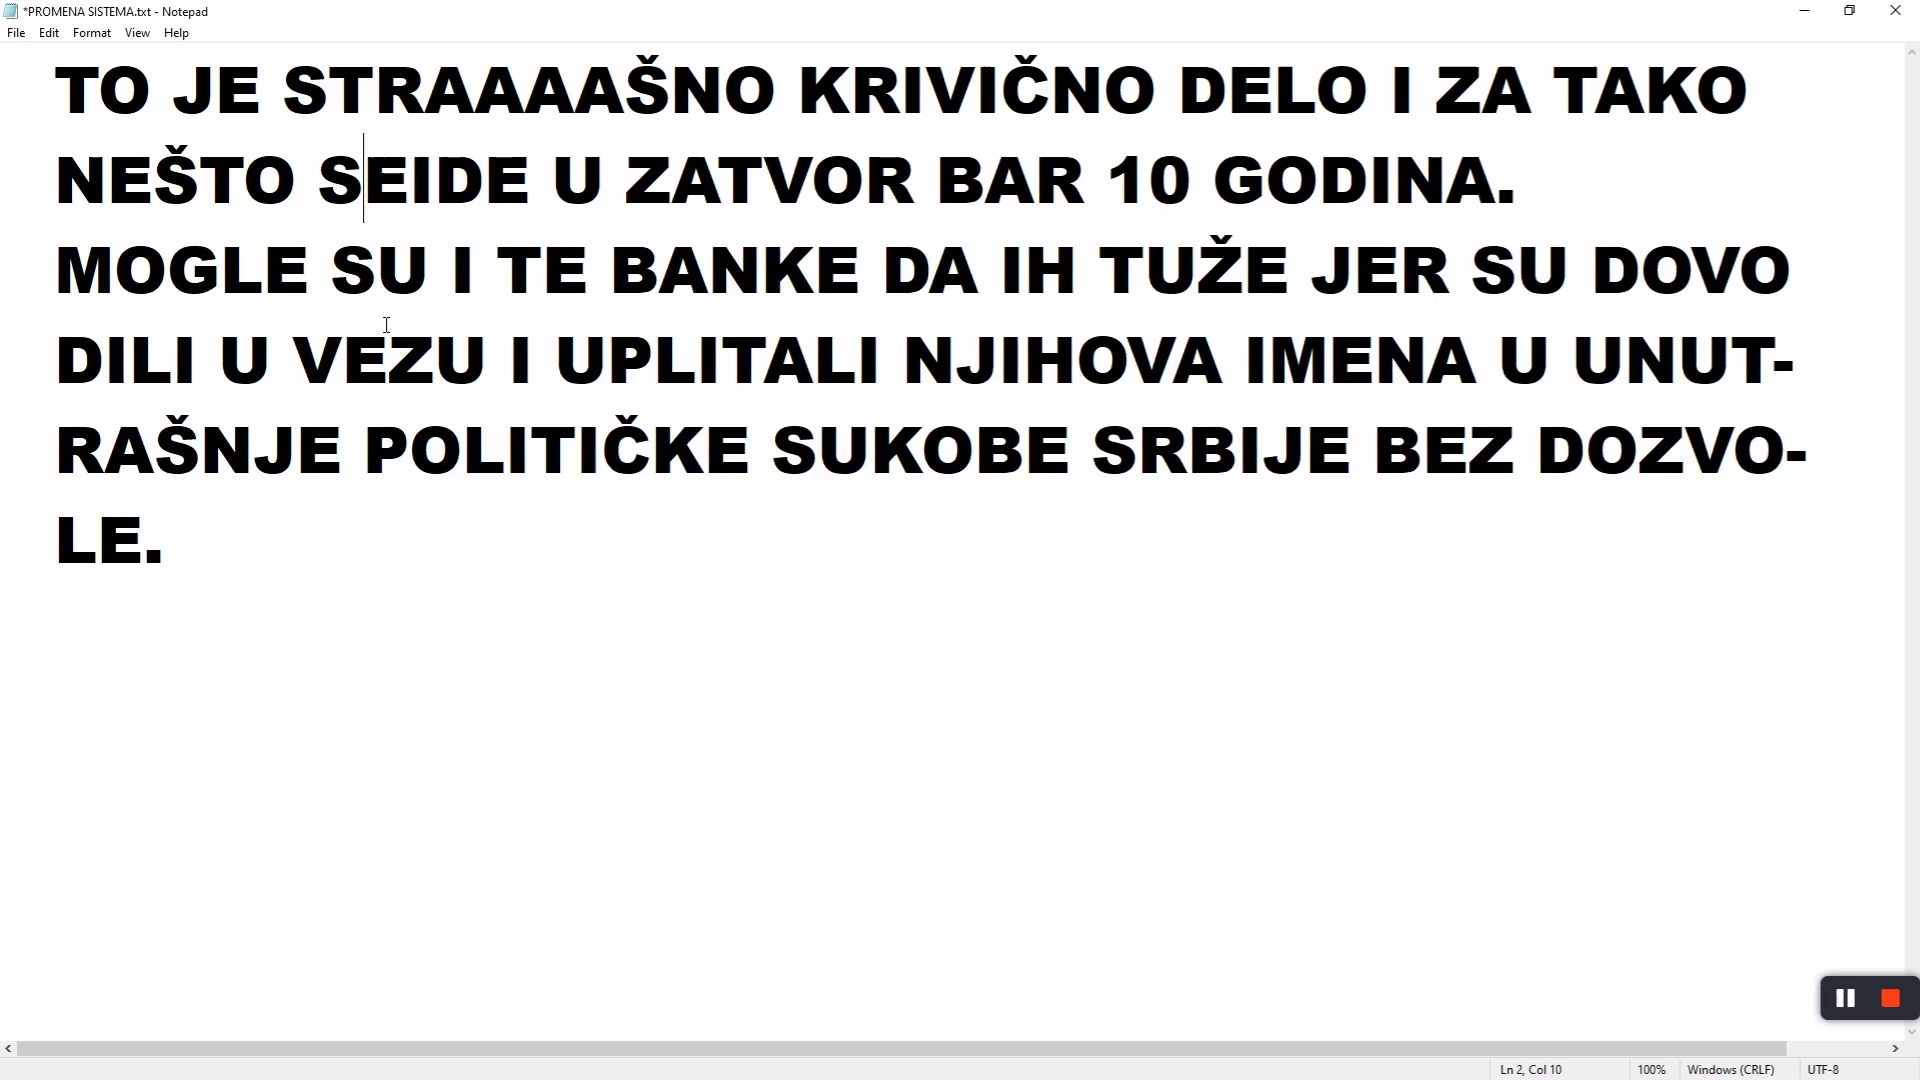 *PROMENA SISTEMA.txt - Notepad
File Edit Format View Help
TO JE STRAAAAŠNO KRIVIČNO DELO I ZA TAKO
NEŠTO SEIDE U ZATVOR BAR 10 GODINA.
MOGLE SU I TE BANKE DA IH TUŽE JER SU DOVO
DILI U VEZU I UPLITALI NJIHOVA IMENA U UNUT-
RAŠNJE POLITIČKE SUKOBE SRBIJE BEZ DOZVO-
LE.
Ln 2, Col 10 100% Windows (CRLF) UTF-8